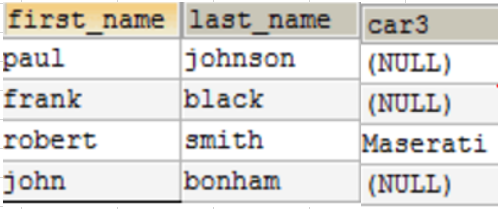 first_name last_name car3
paul johnson (NULL)
frank black (NULL)
robert smith Maserati
john bonham (NULL)